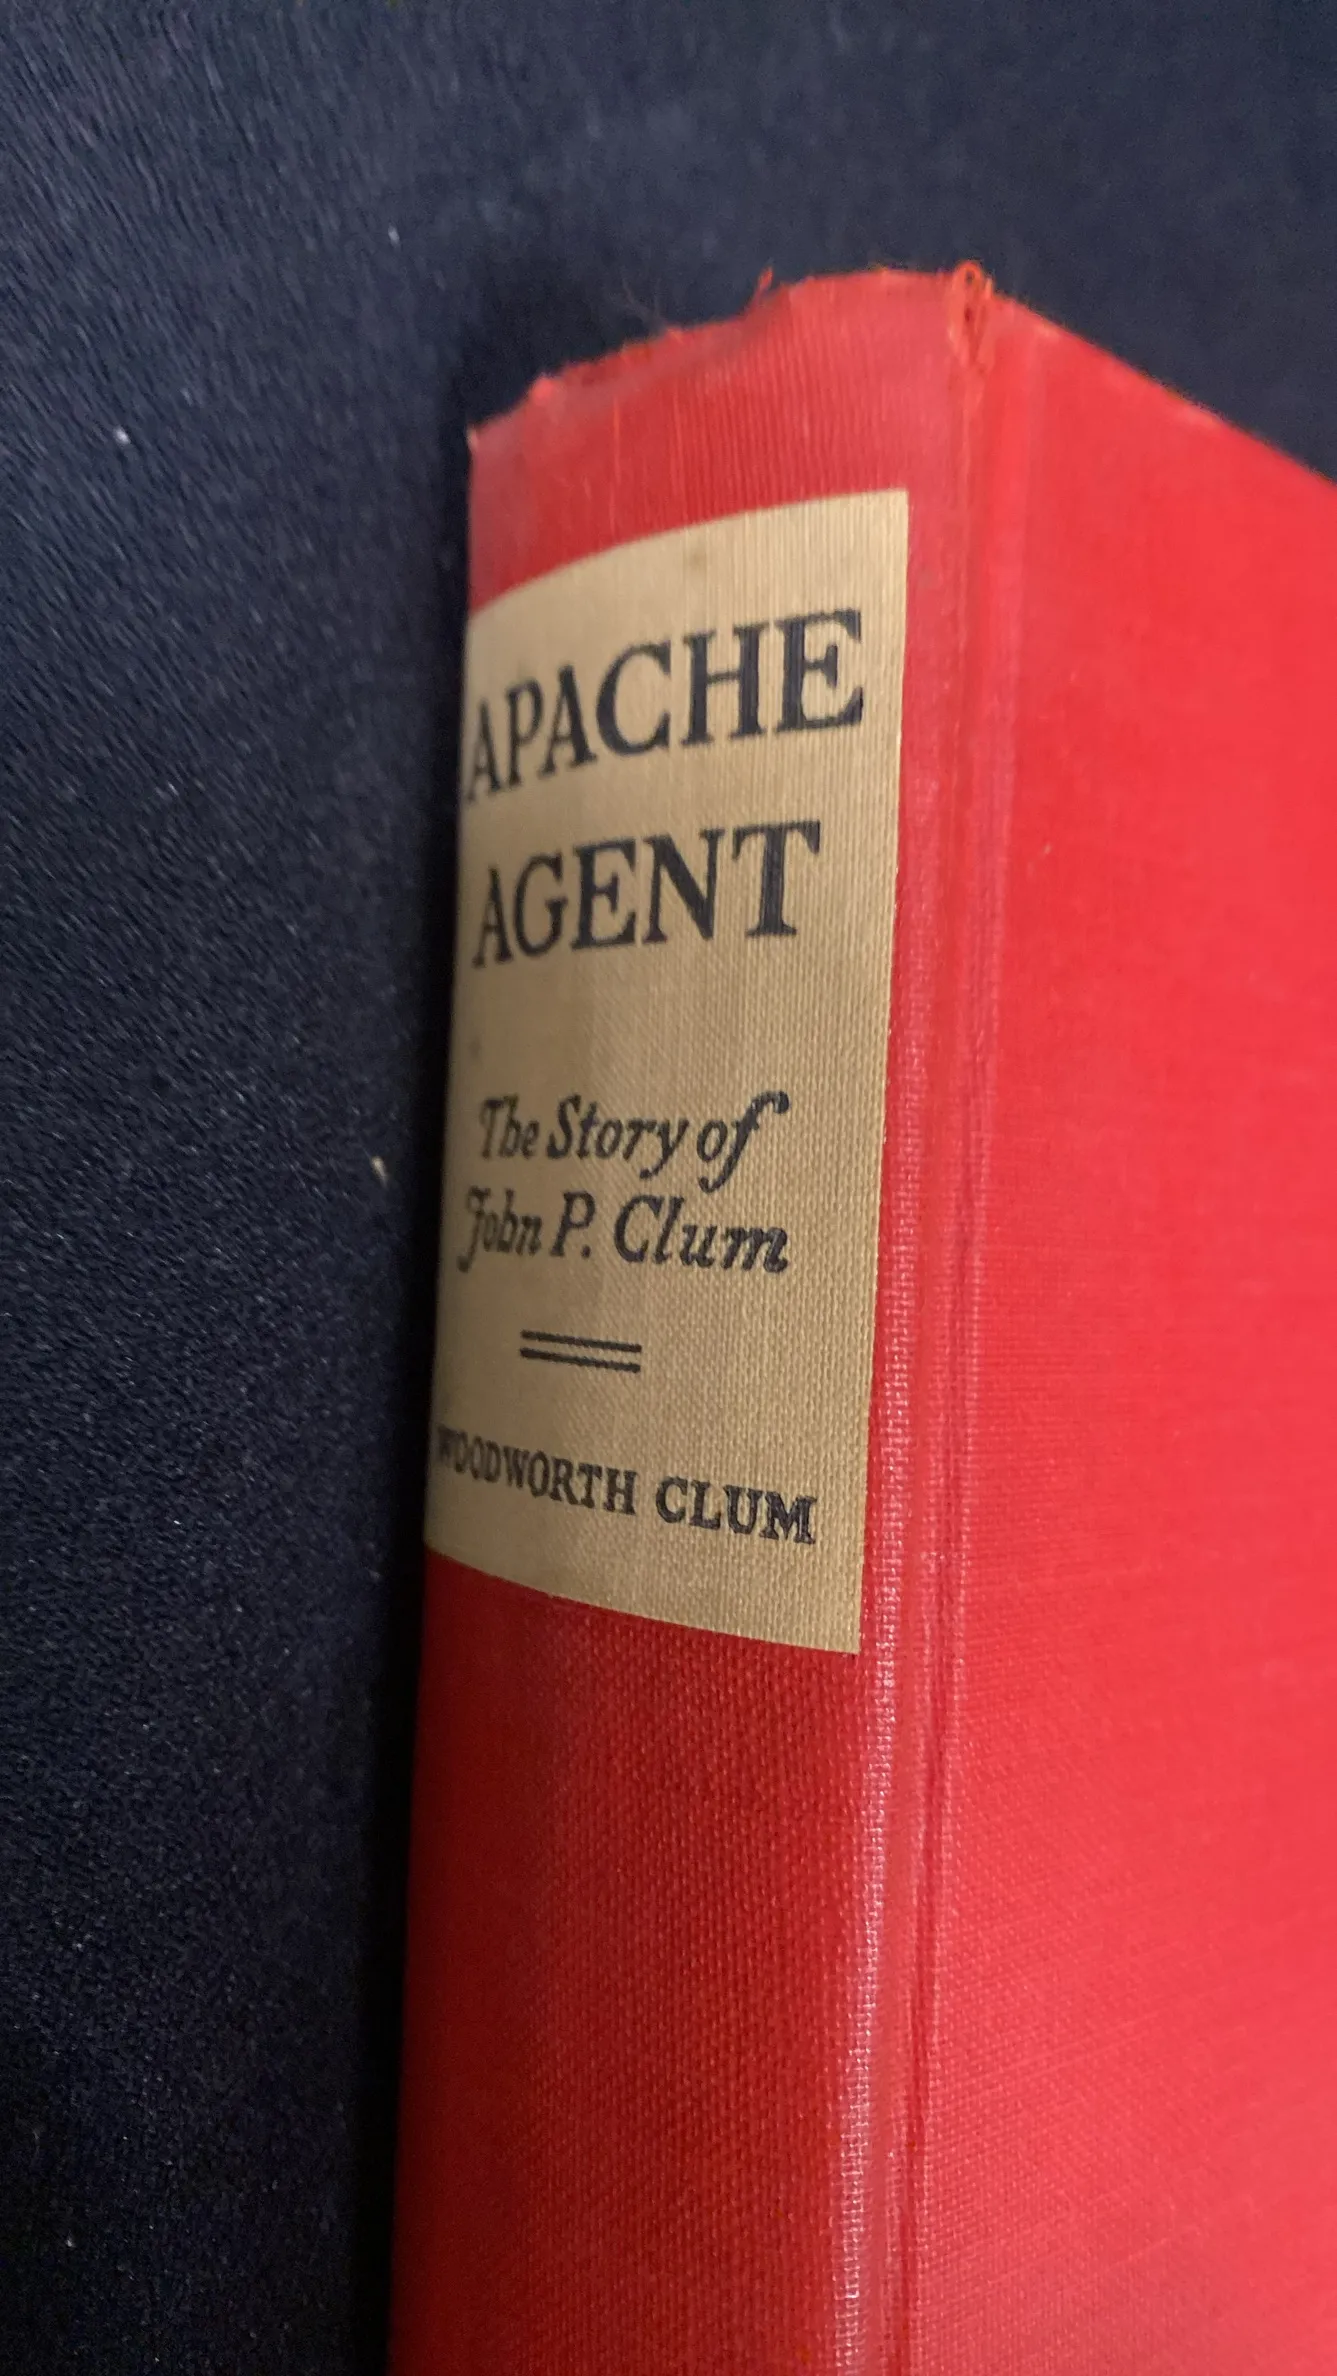 APACHE
AGENT
The Story of
John P. Clum
WOODWORTH CLUM